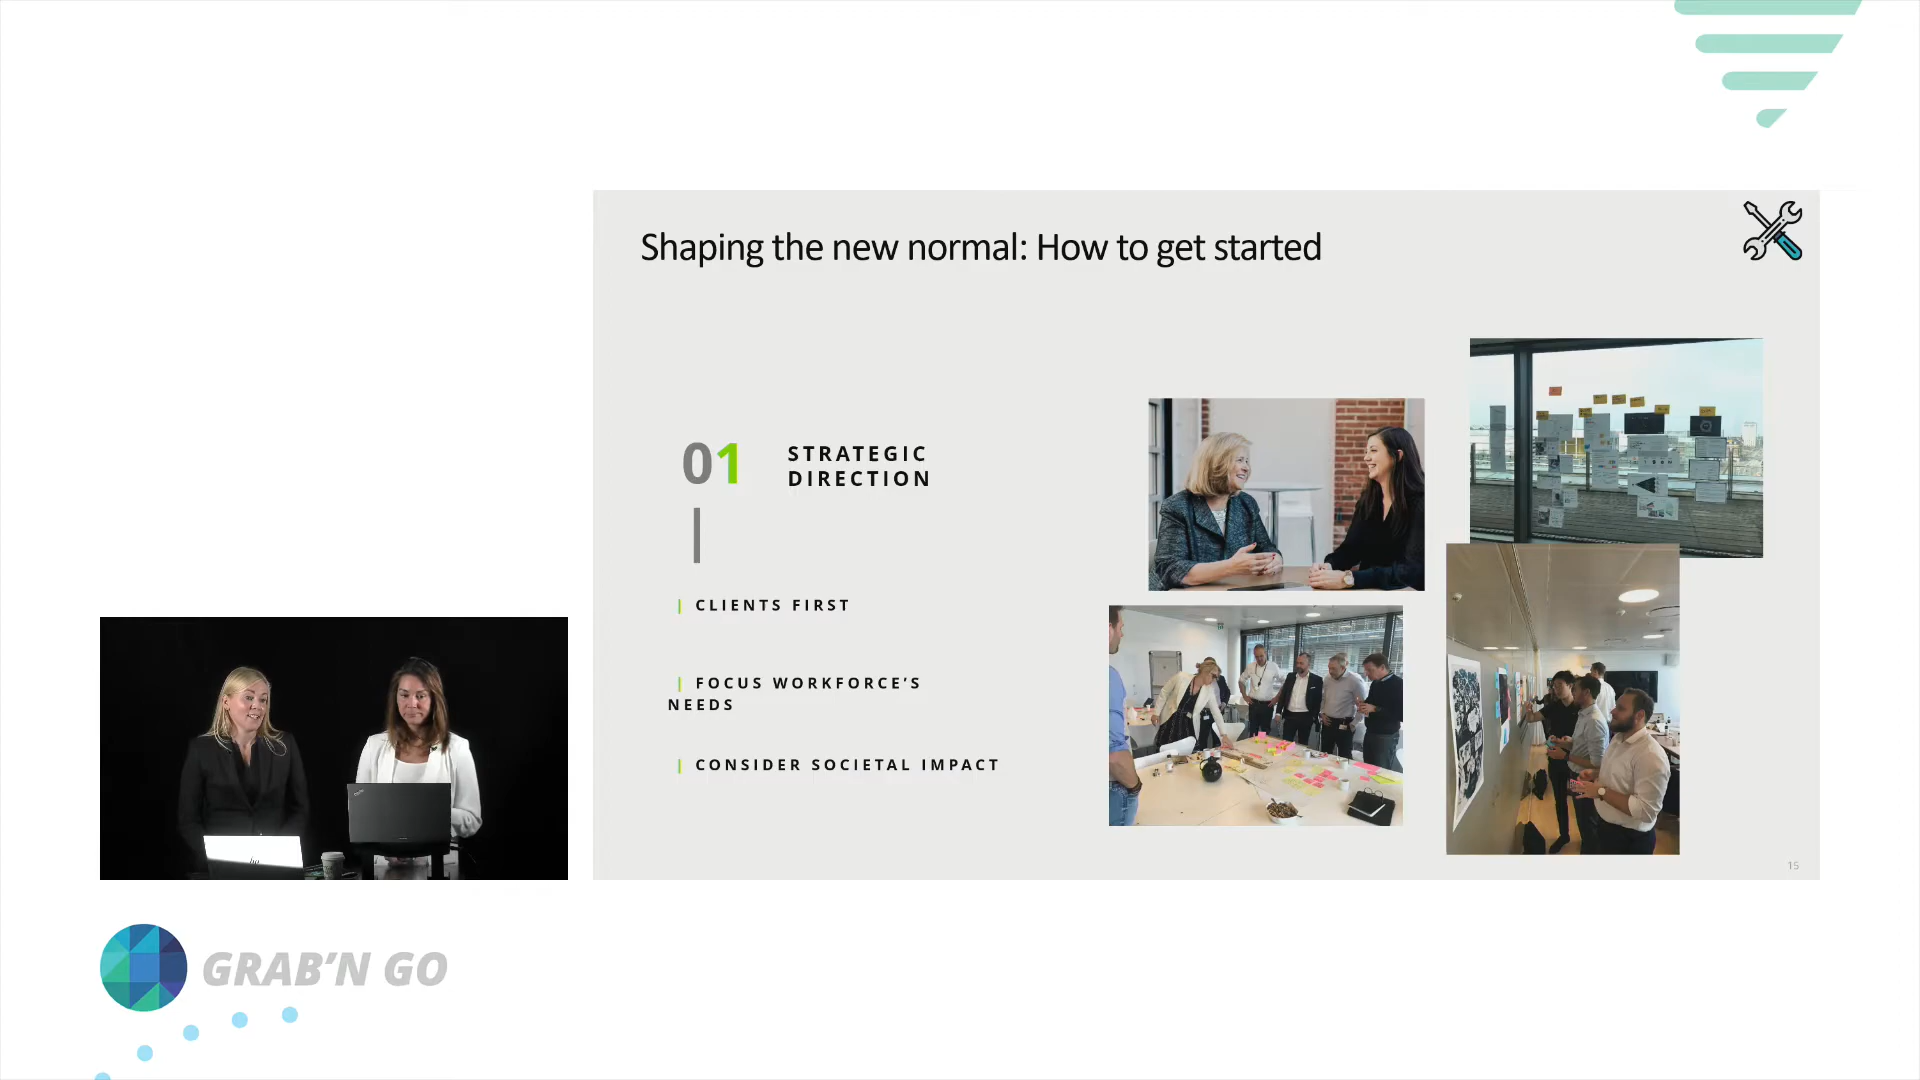 Shaping the new normal: How to get started
01
STRATEGIC
DIRECTION
| CLIENTS FIRST
| FOCUS WORKFORCE'S
NEEDS
| CONSIDER SOCIETAL IMPACT
15
GRAB'N GO